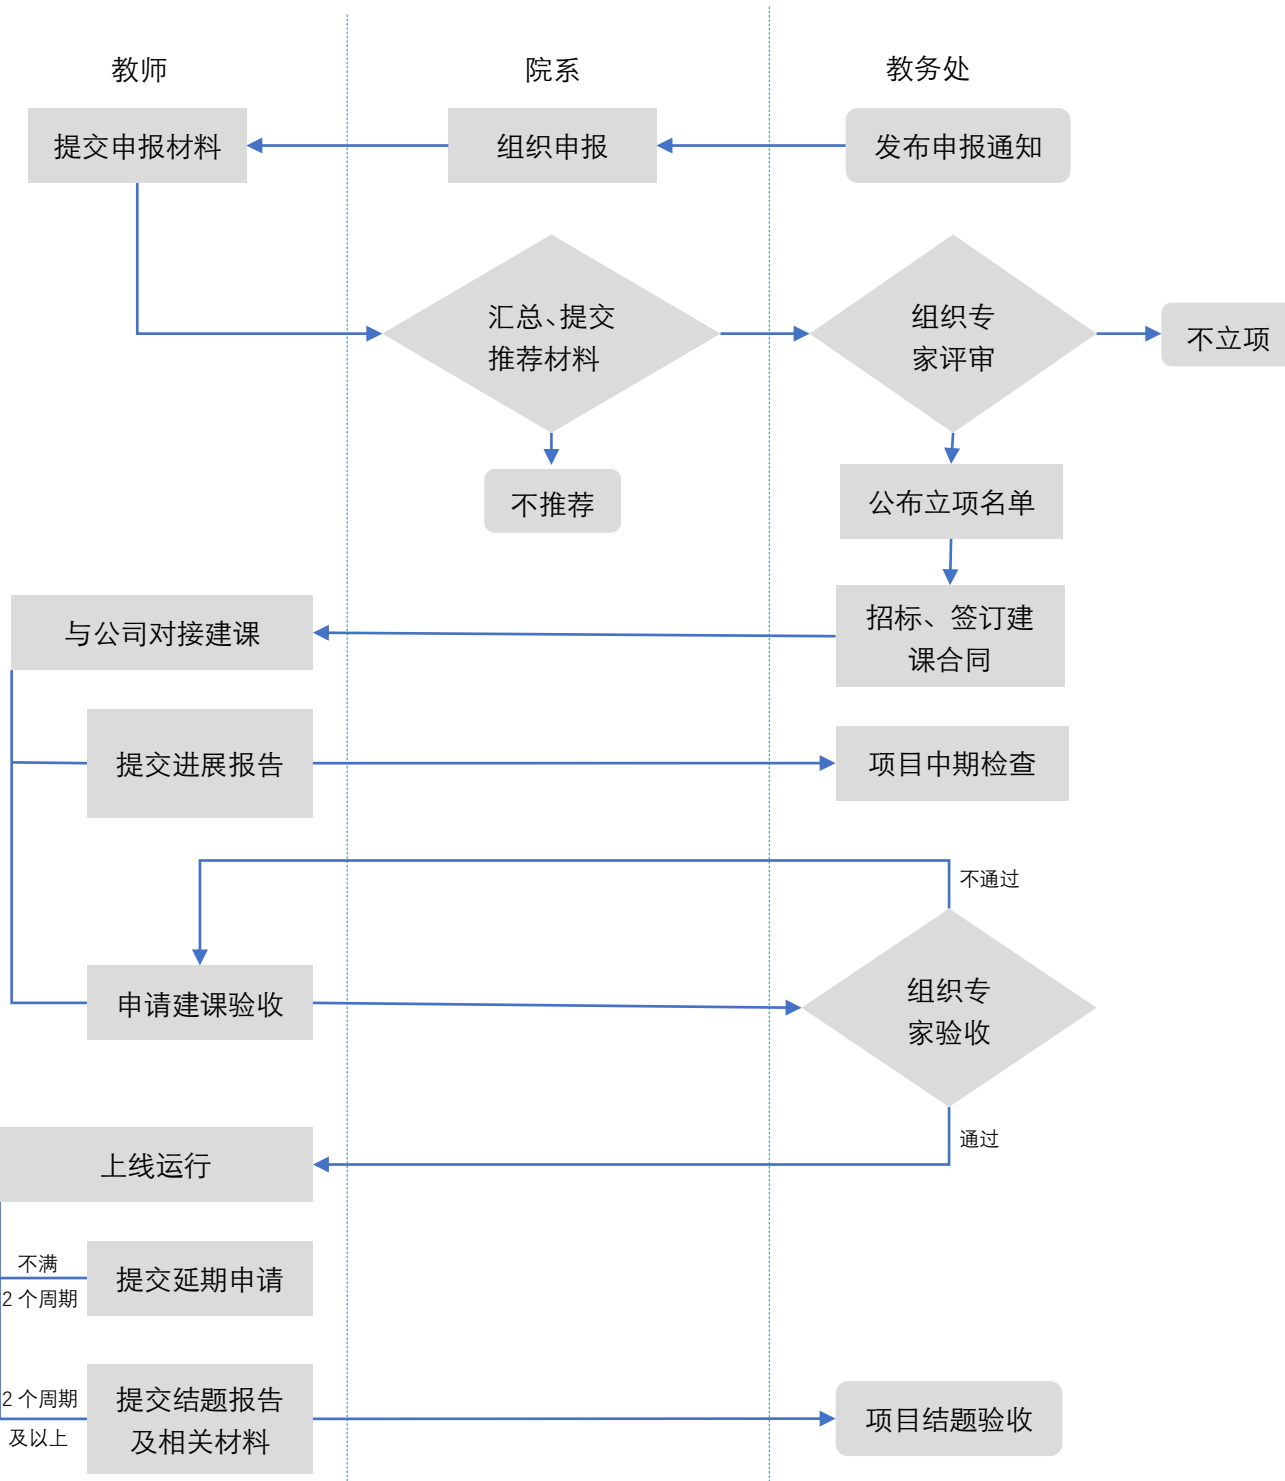 教师
院系
教务处
提交申报材料
组织申报
发布申报通知
汇总、提交
推荐材料
组织专
家评审
不立项
不推荐
公布立项名单
与公司对接建课
招标、签订建
课合同
提交进展报告
项目中期检查
不通过
申请建课验收
组织专
家验收
通过
上线运行
不满
2 个周期
提交延期申请
2 个周期
及以上
提交结题报告
及相关材料
项目结题验收